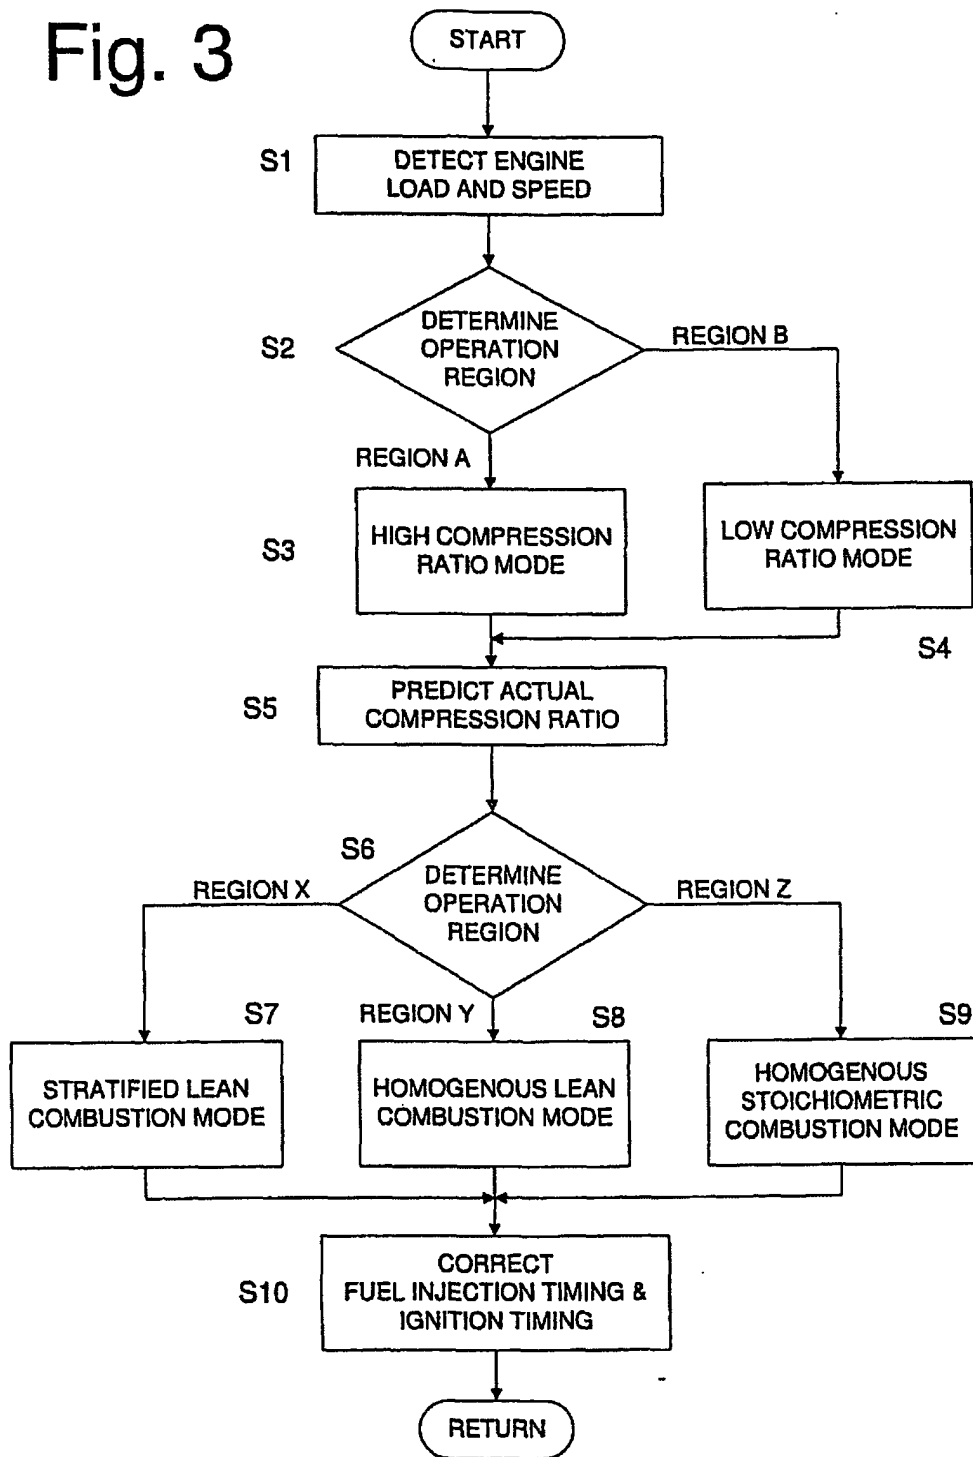 Fig. 3
START
S1
DETECT ENGINE
LOAD AND SPEED
S2
DETERMINE
OPERATION
REGION
REGION B
REGION A
S3
HIGH COMPRESSION
RATIO MODE
LOW COMPRESSION
RATIO MODE
S4
S5
PREDICT ACTUAL
COMPRESSION RATIO
S6
DETERMINE
OPERATION
REGION
REGION X
REGION Z
REGION Y
S7
STRATIFIED LEAN
COMBUSTION MODE
S8
HOMOGENOUS LEAN
COMBUSTION MODE
S9
HOMOGENOUS
STOICHIOMETRIC
COMBUSTION MODE
S10
CORRECT
FUEL INJECTION TIMING &
IGNITION TIMING
RETURN